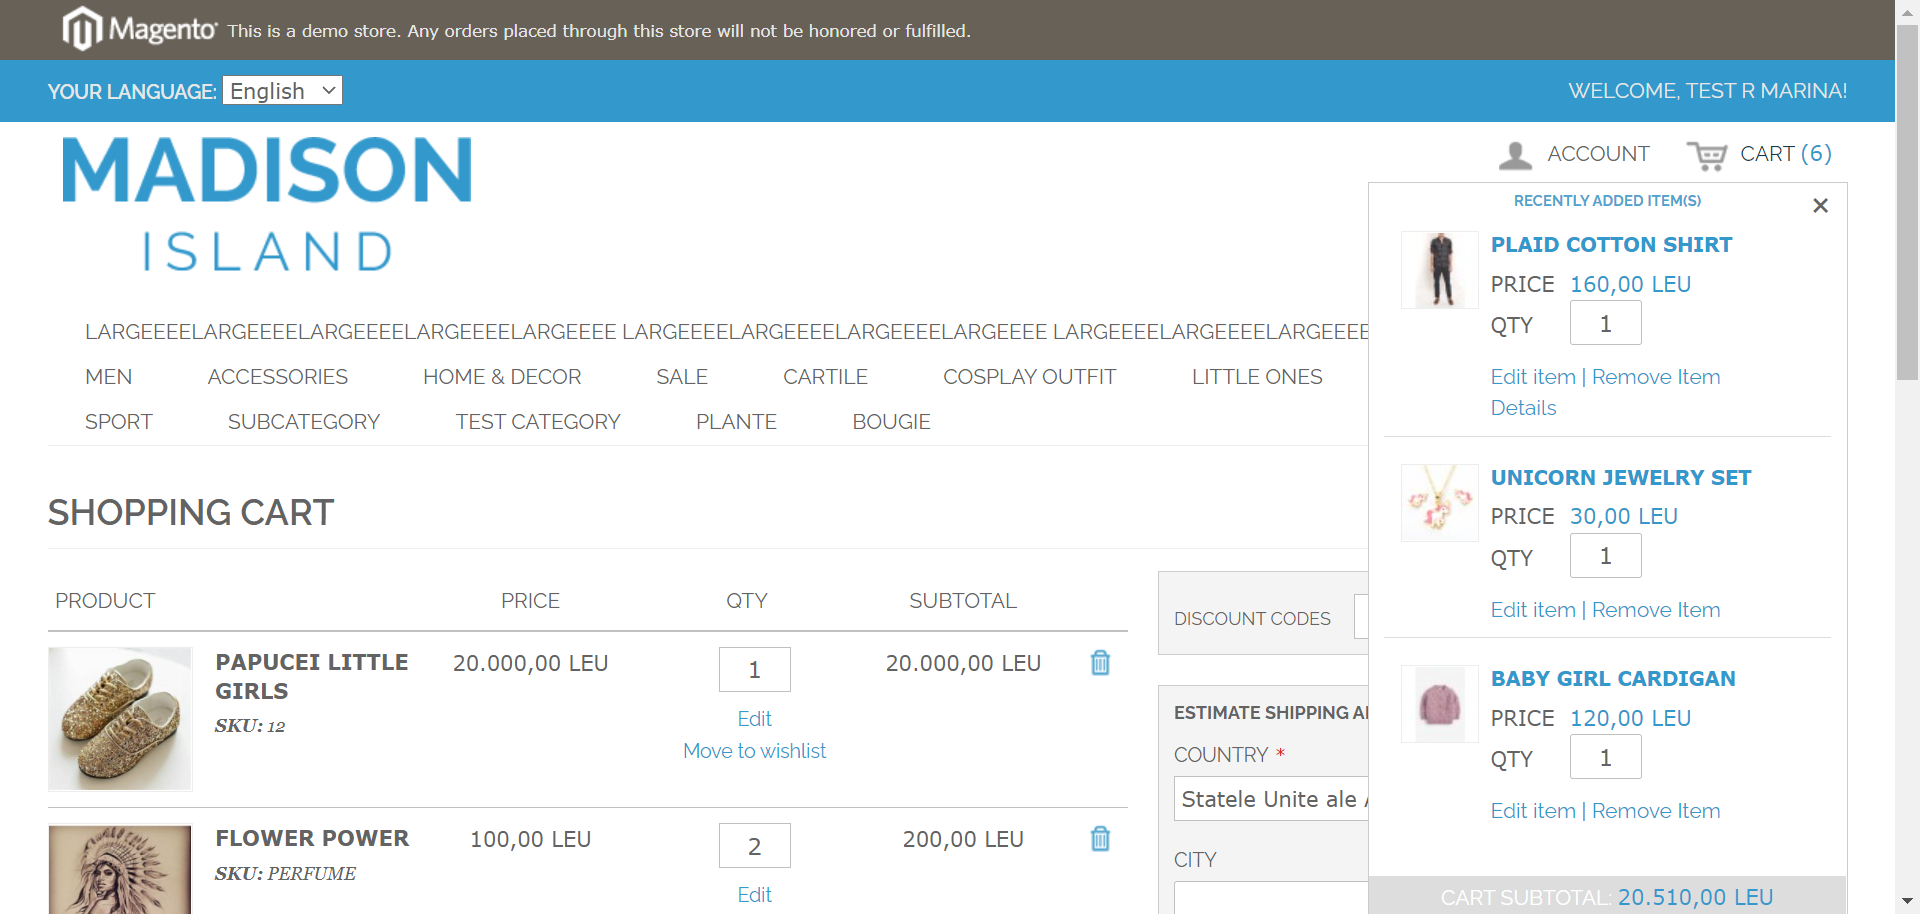 Magento This is a demo store. Any orders placed through this store will not be honored or fulfilled.
YOUR LANGUAGE: English
WELCOME, TEST R MARINA!
MADISON
ISLAND
ACCOUNT
CART (6)
LARGEEEELARGEEEELARGEEEELARGEEEELARGEEEE LARGEEEELARGEEEELARGEEEELARGEEEE LARGEEEELARGEEEELARGEEEE
MEN ACCESSORIES HOME & DECOR SALE CARTILE COSPLAY OUTFIT LITTLE ONES
SPORT SUBCATEGORY TEST CATEGORY PLANTE BOUGIE
SHOPPING CART
PRODUCT PRICE QTY SUBTOTAL
PAPUCEI LITTLE
GIRLS
SKU: 12
20.000,00 LEU
1
Edit
Move to wishlist
20.000,00 LEU
FLOWER POWER
SKU: PERFUME
100,00 LEU
2
Edit
200,00 LEU
DISCOUNT CODES
ESTIMATE SHIPPING
COUNTRY *
Statele Unite ale
CITY
RECENTLY ADDED ITEM(S)
×
PLAID COTTON SHIRT
PRICE 160,00 LEU
QTY 1
Edit item | Remove Item
Details
UNICORN JEWELRY SET
PRICE 30,00 LEU
QTY 1
Edit item | Remove Item
BABY GIRL CARDIGAN
PRICE 120,00 LEU
QTY 1
Edit item | Remove Item
CART SUBTOTAL: 20.510,00 LEU